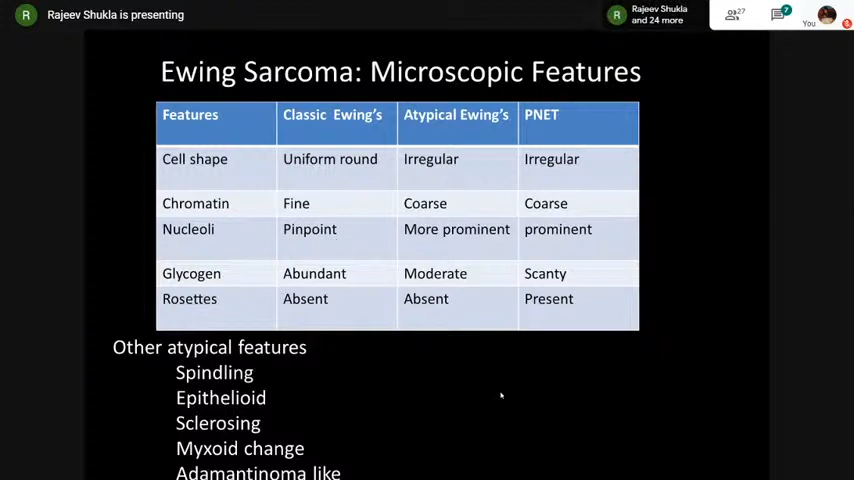 R Rajeev Shukla is presenting
R Rajeev Shukla
and 24 more
27
7
You
Ewing Sarcoma: Microscopic Features
Features Classic Ewing's Atypical Ewing's PNET
Cell shape Uniform round Irregular Irregular
Chromatin Fine Coarse Coarse
Nucleoli Pinpoint More prominent prominent
Glycogen Abundant Moderate Scanty
Rosettes Absent Absent Present
Other atypical features
Spindling
Epithelioid
Sclerosing
Myxoid change
Adamantinoma like